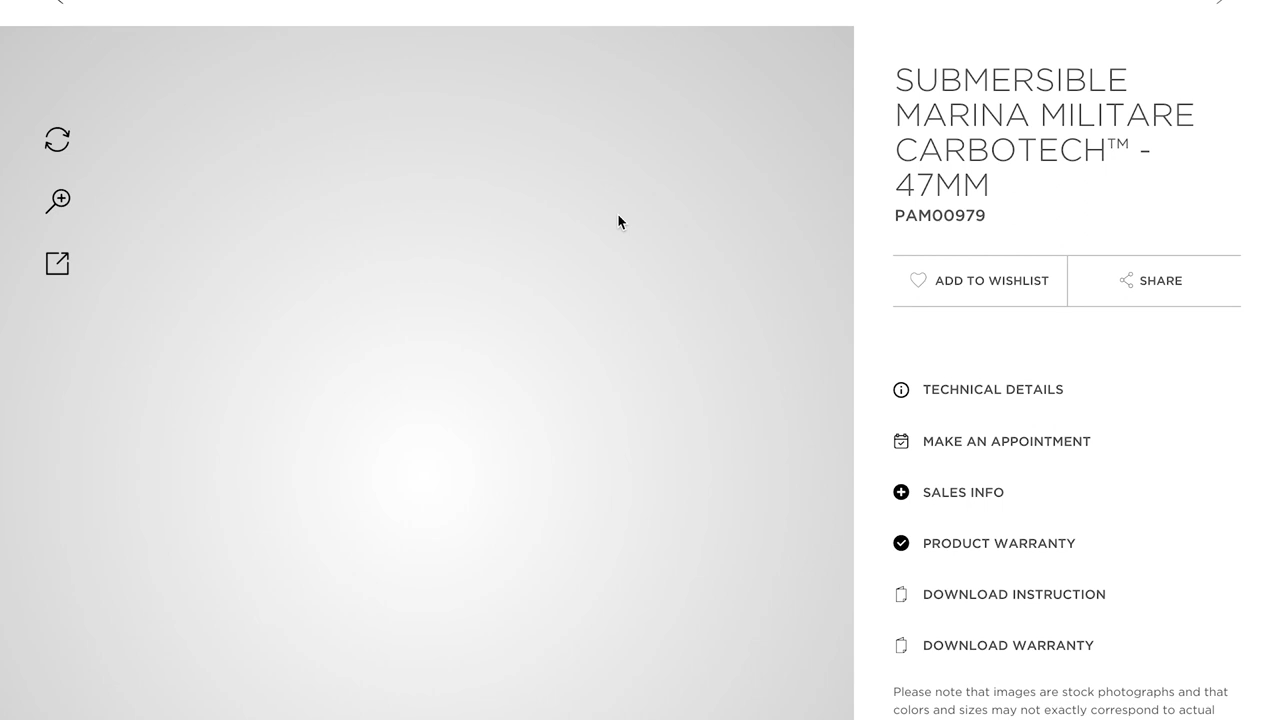 SUBMERSIBLE
MARINA MILITARE
CARBOTECH™ -
47MM
PAM00979
ADD TO WISHLIST
SHARE
TECHNICAL DETAILS
MAKE AN APPOINTMENT
SALES INFO
PRODUCT WARRANTY
DOWNLOAD INSTRUCTION
DOWNLOAD WARRANTY
Please note that images are stock photographs and that
colors and sizes may not exactly correspond to actual